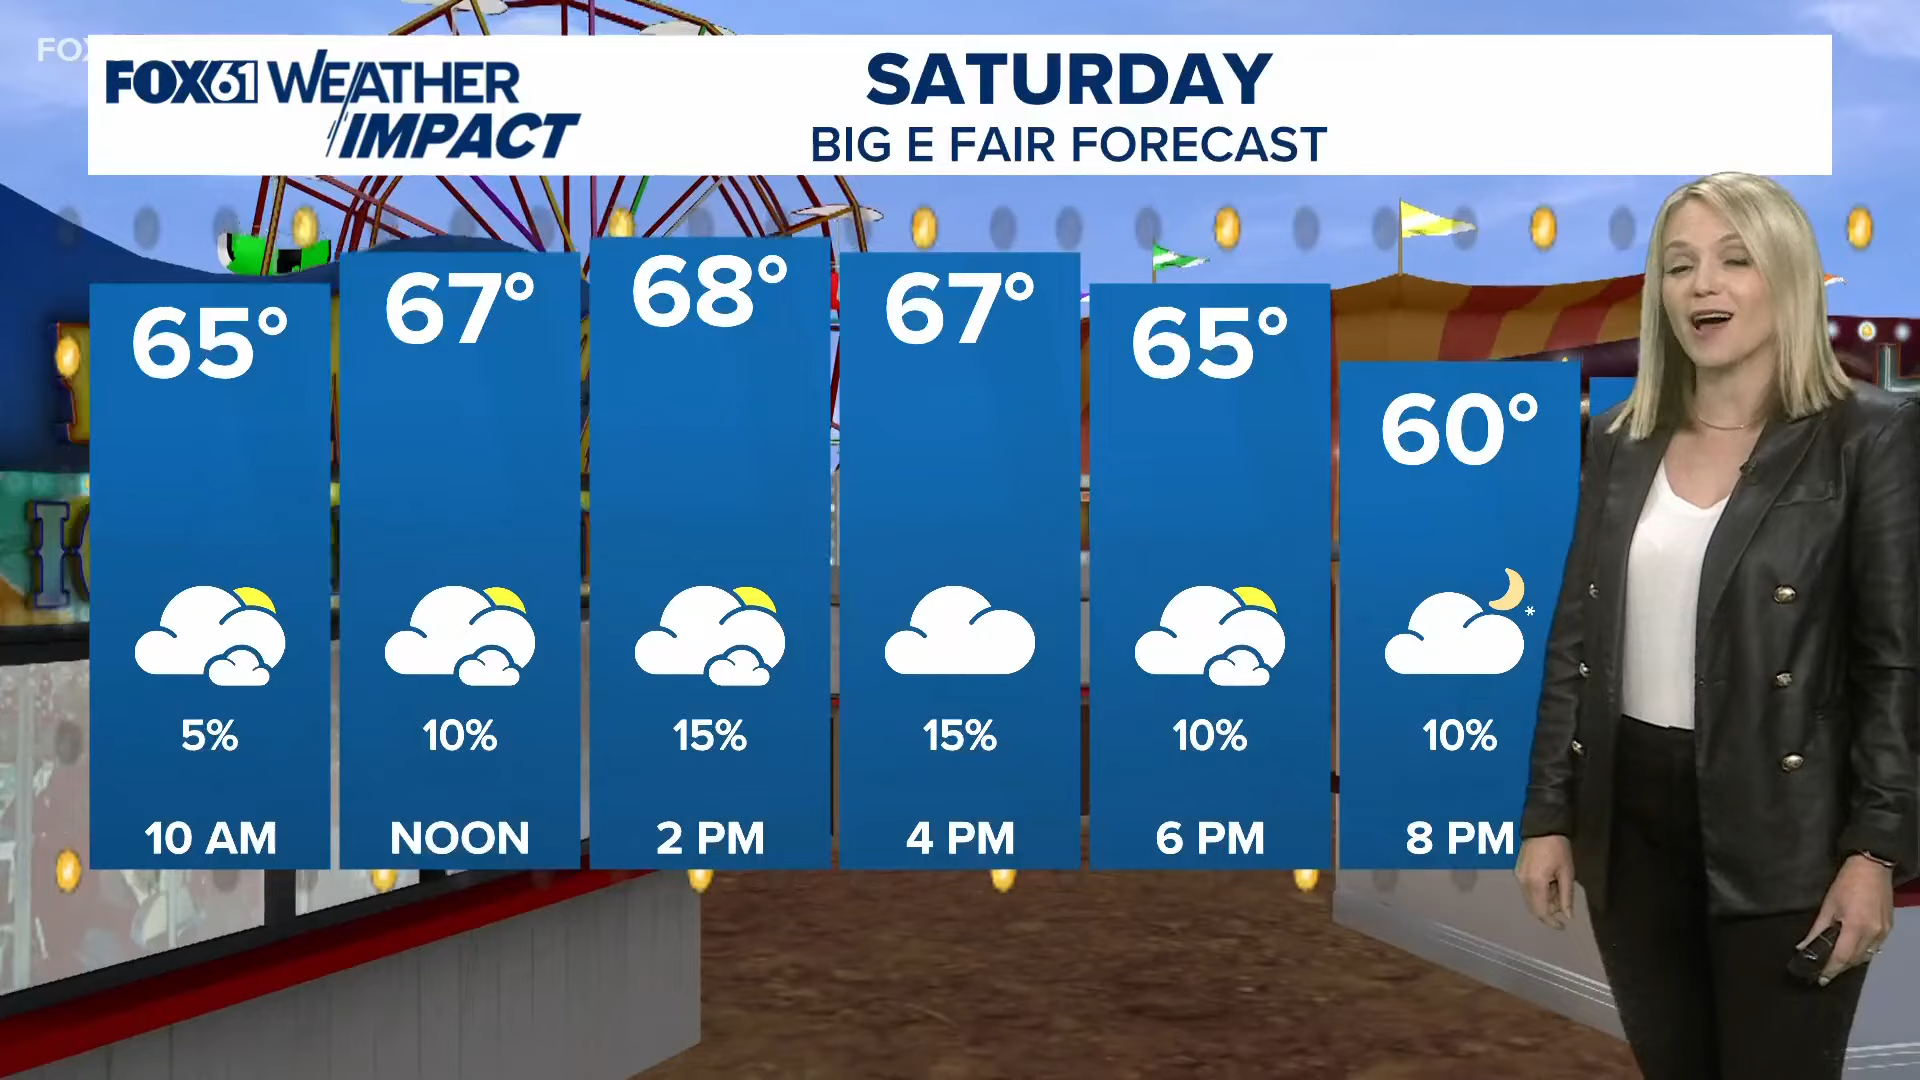 FOX
FOX61 WEATHER
IMPACT
SATURDAY
BIG E FAIR FORECAST
65° 67° 68° 67° 65° 60°
5% 10% 15% 15% 10% 10%
10 AM NOON 2 PM 4 PM 6 PM 8 PM